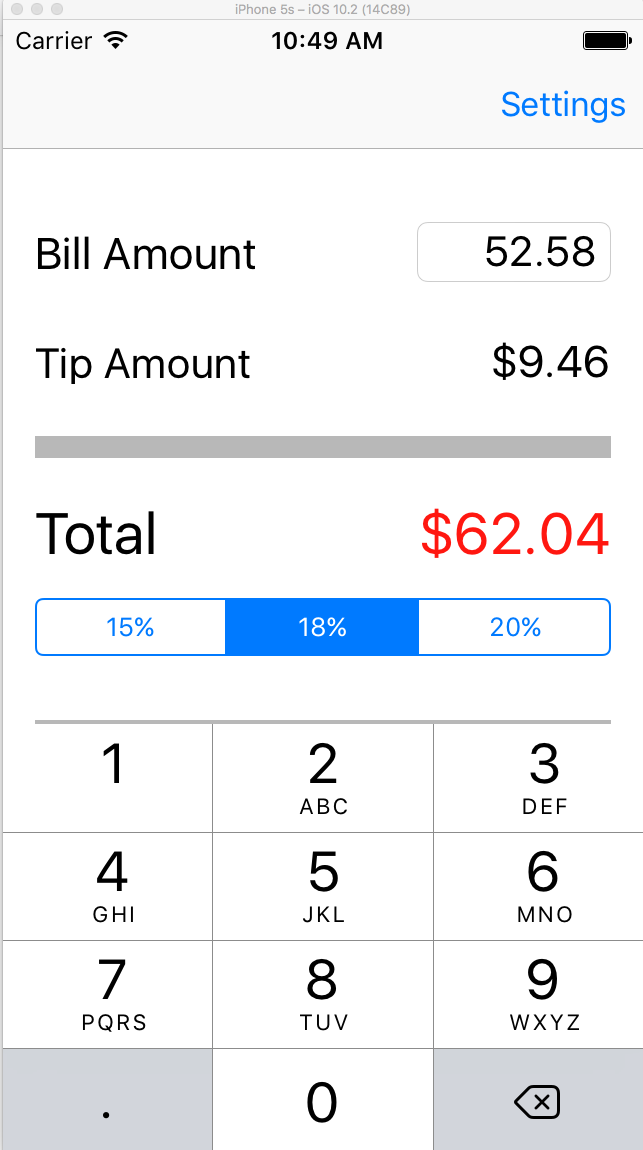 iPhone 5s – iOS 10.2 (14C89)
Carrier 10:49 AM
Settings
Bill Amount 52.58
Tip Amount $9.46
Total $62.04
15% 18% 20%
1 2 3
ABC DEF
4 5 6
GHI JKL MNO
7 8 9
PQRS TUV WXYZ
. 0